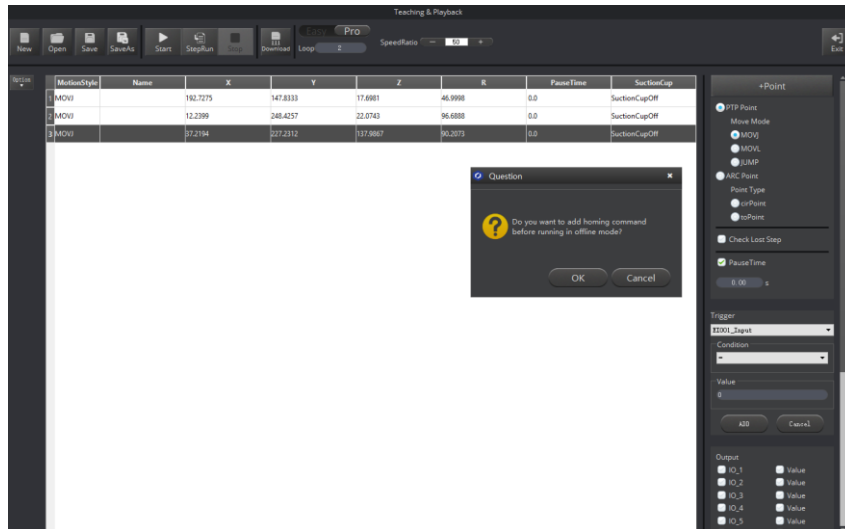 Teaching & Playback
Easy Pro
New Open Save SaveAs Start StepRun Stop Download Loop 2 SpeedRatio − 50 + Exit
Option
MotionStyle Name X Y Z R PauseTime SuctionCup
1 MOVJ 192.7275 147.8333 17.6981 46.9998 0.0 SuctionCupOff
2 MOVJ 12.2399 248.4257 22.0743 96.6888 0.0 SuctionCupOff
3 MOVJ 37.2194 227.2312 137.9867 90.2073 0.0 SuctionCupOff
Question
Do you want to add homing command
before running in offline mode?
OK Cancel
+Point
PTP Point
Move Mode
MOVJ
MOVL
JUMP
ARC Point
Point Type
cirPoint
toPoint
Check Lost Step
PauseTime
0.00 s
Trigger
EIO01_Input
Condition
=
Value
0
ADD Cancel
Output
IO_1 Value
IO_2 Value
IO_3 Value
IO_4 Value
IO_5 Value